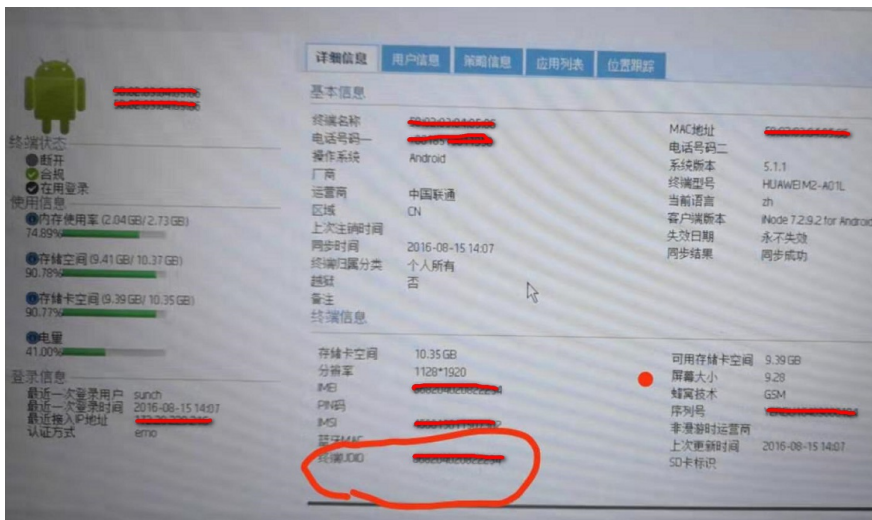 详细信息 用户信息 策略信息 应用列表 位置跟踪
终端状态
断开
合规
在用登录
使用信息
内存使用率 (2.04 GB/ 2.73 GB)
74.89%
存储空间 (9.41 GB/ 10.37 GB)
90.78%
存储卡空间 (9.39 GB/ 10.35 GB)
90.77%
电量
41.00%
登录信息
最近一次登录用户 sunch
最近一次登录时间 2016-08-15 14:07
最近接入IP地址
认证方式 emo
基本信息
终端名称
电话号码一
操作系统 Android
厂商
运营商 中国联通
区域 CN
上次注销时间
同步时间 2016-08-15 14:07
终端归属分类 个人所有
越狱 否
备注
MAC地址
电话号码二
系统版本 5.1.1
终端型号 HUAWEI M2-A01L
当前语言 zh
客户端版本 iNode 7.2.9.2 for Android
失效日期 永不失效
同步结果 同步成功
终端信息
存储卡空间 10.35 GB
分辨率 1128*1920
IMEI
PIN码
IMSI
蓝牙MAC
终端UDID
可用存储卡空间 9.39 GB
屏幕大小 9.28
蜂窝技术 GSM
序列号
非漫游时运营商
上次更新时间 2016-08-15 14:07
SD卡标识